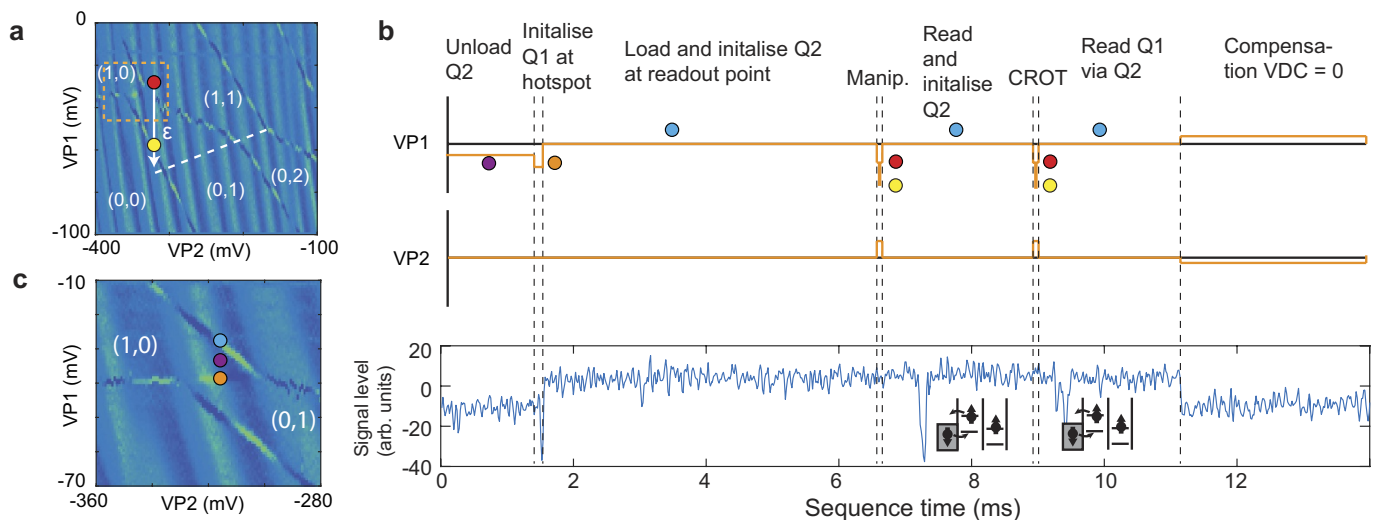 a
0
VP1 (mV)
-100
-400
VP2 (mV)
-100
(1,0)
(1,1)
ε
(0,0)
(0,1)
(0,2)
b
Unload
Q2
Initalise
Q1 at
hotspot
Load and initalise Q2
at readout point
Manip.
Read
and
initalise
Q2
CROT
Read Q1
via Q2
Compensa-
tion VDC = 0
VP1
VP2
c
-10
VP1 (mV)
-70
-360
VP2 (mV)
-280
(1,0)
(0,1)
Signal level
(arb. units)
20
0
-20
-40
0
2
4
6
8
10
12
Sequence time (ms)